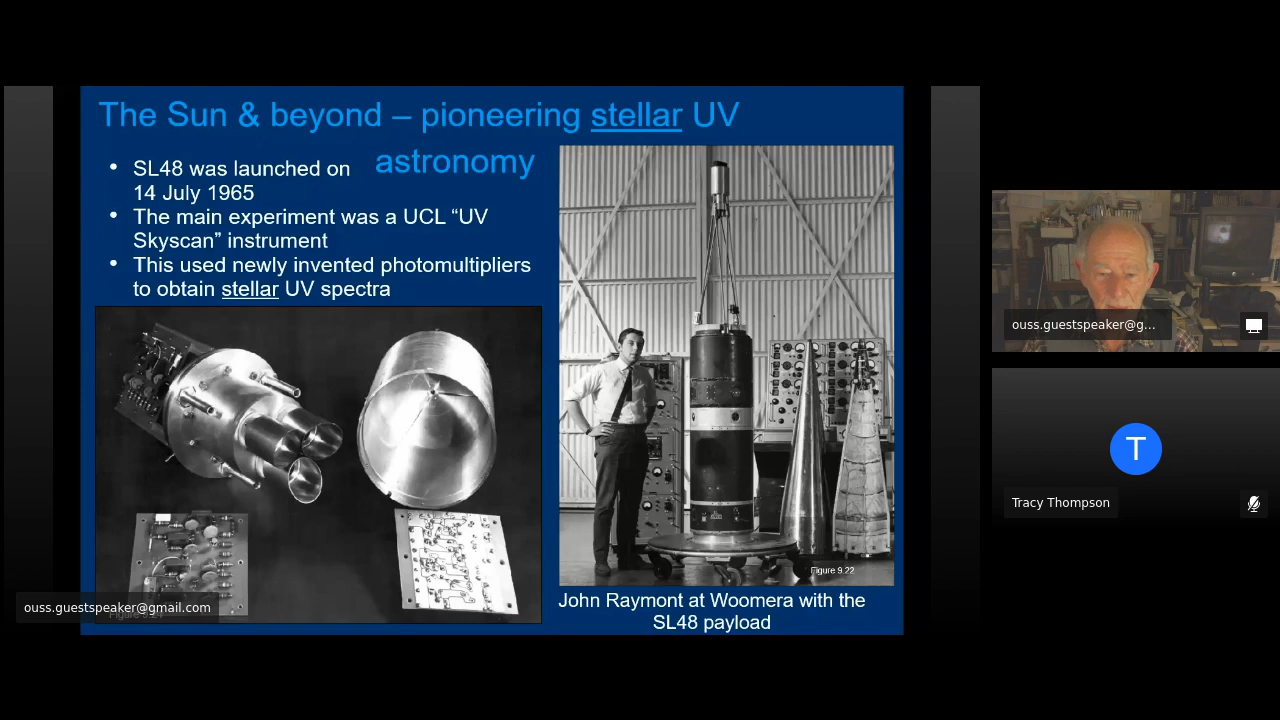 The Sun & beyond – pioneering stellar UV
astronomy
• SL48 was launched on
14 July 1965
• The main experiment was a UCL “UV
Skyscan” instrument
• This used newly invented photomultipliers
to obtain stellar UV spectra
Figure 9.22
John Raymont at Woomera with the
SL48 payload
ouss.guestspeaker@gmail.com
ouss.guestspeaker@g...
T
Tracy Thompson